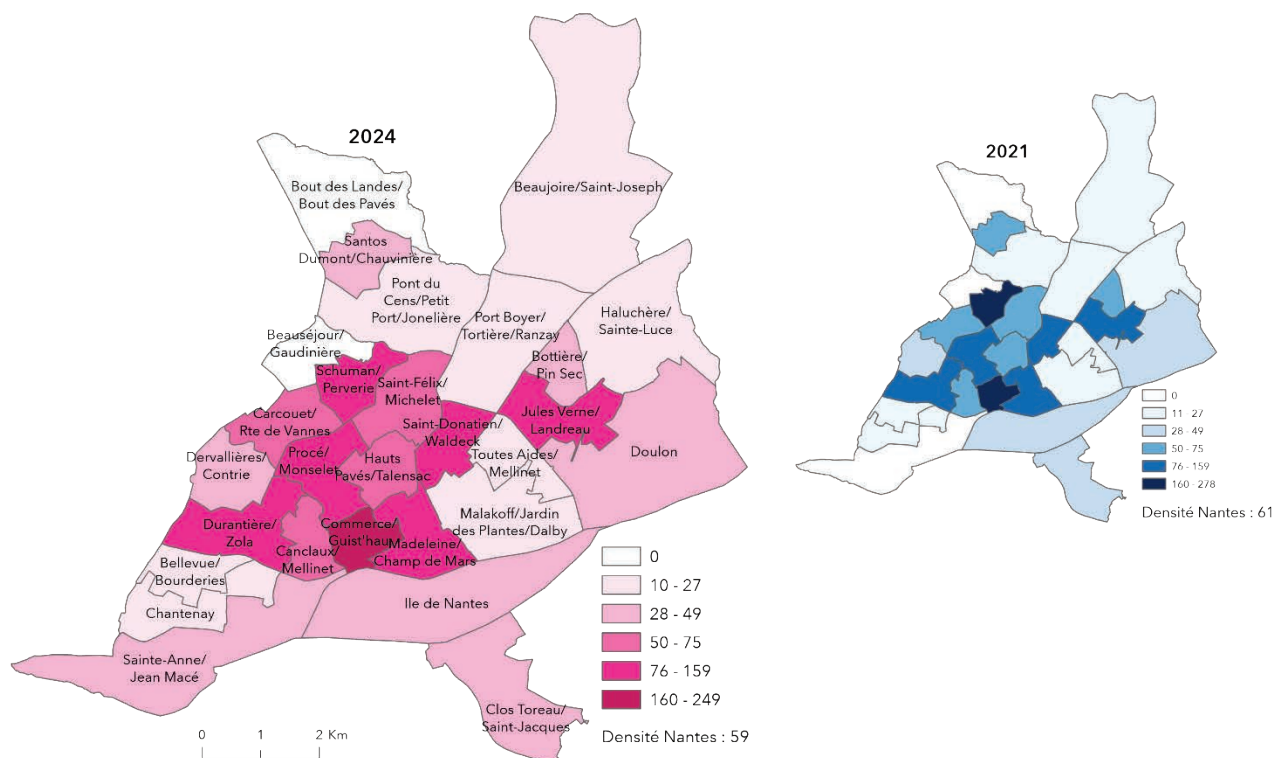 2024
Bout des Landes/
Bout des Pavés
Santos
Dumont/Chauvinière
Pont du
Cens/Petit
Port/Jonelière
Beaujoire/Saint-Joseph
Port Boyer/
Tortière/Ranzay
Haluchère/
Sainte-Luce
Beauséjour/
Gaudinière
Bottière/
Pin Sec
Schuman/
Perverie
Saint-Félix/
Michelet
Carcouet/
Rte de Vannes
Saint-Donatien/
Waldeck
Jules Verne/
Landreau
Dervallières/
Contrie
Procé/
Monselet
Hauts
Pavés/Talensac
Toutes Aides/
Mellinet
Doulon
Malakoff/Jardin
des Plantes/Dalby
Durantière/
Zola
Canclaux/
Mellinet
Commerce/
Guist'hau
Madeleine/
Champ de Mars
Bellevue/
Bourderies
Chantenay
Ile de Nantes
Sainte-Anne/
Jean Macé
Clos Toreau/
Saint-Jacques
0
10 - 27
28 - 49
50 - 75
76 - 159
160 - 249
Densité Nantes : 59
0 1 2 Km
2021
0
11 - 27
28 - 49
50 - 75
76 - 159
160 - 278
Densité Nantes : 61